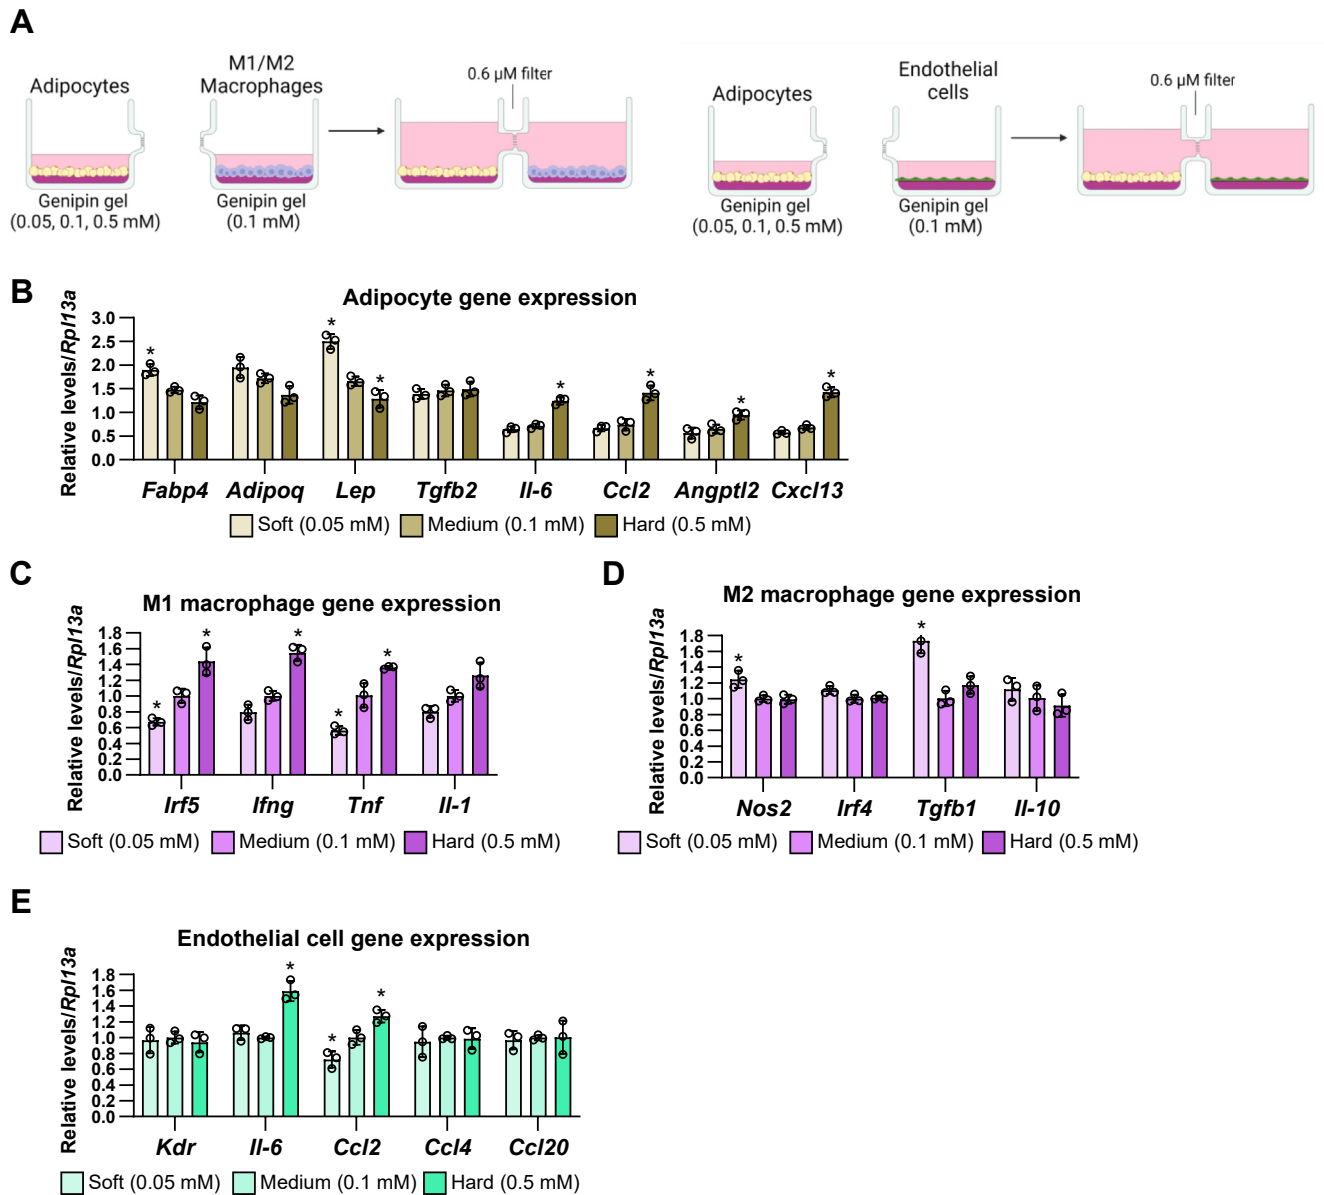 A
Adipocytes
M1/M2
Macrophages
0.6 µM filter
Genipin gel
(0.05, 0.1, 0.5 mM)
Genipin gel
(0.1 mM)
Adipocytes
Endothelial
cells
0.6 µM filter
Genipin gel
(0.05, 0.1, 0.5 mM)
Genipin gel
(0.1 mM)
B
Adipocyte gene expression
Relative levels/Rpl13a
3.0
2.5
2.0
1.5
1.0
0.5
0.0
* * * * * * *
Fabp4 Adipoq Lep Tgfb2 Il-6 Ccl2 Angptl2 Cxcl13
Soft (0.05 mM) Medium (0.1 mM) Hard (0.5 mM)
C
M1 macrophage gene expression
Relative levels/Rpl13a
1.8
1.6
1.4
1.2
1.0
0.8
0.6
0.4
0.2
0.0
* * * * *
Irf5 Ifng Tnf Il-1
Soft (0.05 mM) Medium (0.1 mM) Hard (0.5 mM)
D
M2 macrophage gene expression
Relative levels/Rpl13a
1.8
1.6
1.4
1.2
1.0
0.8
0.6
0.4
0.2
0.0
* *
Nos2 Irf4 Tgfb1 Il-10
Soft (0.05 mM) Medium (0.1 mM) Hard (0.5 mM)
E
Endothelial cell gene expression
Relative levels/Rpl13a
1.8
1.6
1.4
1.2
1.0
0.8
0.6
0.4
0.2
0.0
* * *
Kdr Il-6 Ccl2 Ccl4 Ccl20
Soft (0.05 mM) Medium (0.1 mM) Hard (0.5 mM)